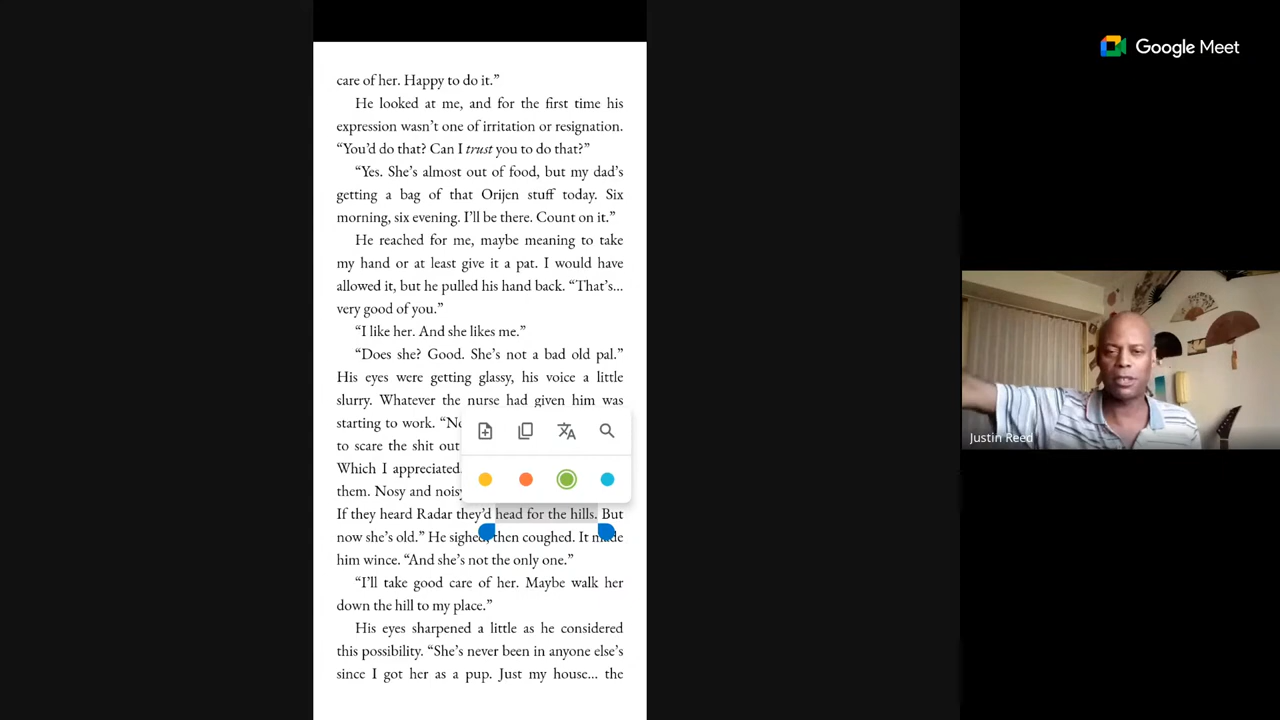 care of her. Happy to do it.”
He looked at me, and for the first time his
expression wasn’t one of irritation or resignation.
“You’d do that? Can I trust you to do that?”
“Yes. She’s almost out of food, but my dad’s
getting a bag of that Orijen stuff today. Six
morning, six evening. I’ll be there. Count on it.”
He reached for me, maybe meaning to take
my hand or at least give it a pat. I would have
allowed it, but he pulled his hand back. “That’s…
very good of you.”
“I like her. And she likes me.”
“Does she? Good. She’s not a bad old pal.”
His eyes were getting glassy, his voice a little
slurry. Whatever the nurse had given him was
starting to work.
to scare the shit out
Which I appreciated.
them. Nosy and
If they heard Radar they’d head for the hills. But
now she’s old.” He sighed, then coughed. It made
him wince. “And she’s not the only one.”
“I’ll take good care of her. Maybe walk her
down the hill to my place.”
His eyes sharpened a little as he considered
this possibility. “She’s never been in anyone else’s
since I got her as a pup. Just my house… the
Google Meet
Justin Reed